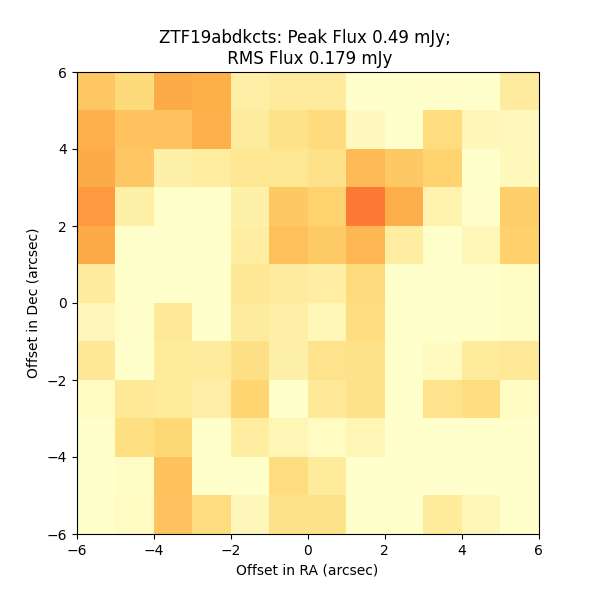 ZTF19abdkcts: Peak Flux 0.49 mJy;
RMS Flux 0.179 mJy
6
4
2
0
−2
−4
−6
Offset in Dec (arcsec)
−6 −4 −2 0 2 4 6
Offset in RA (arcsec)